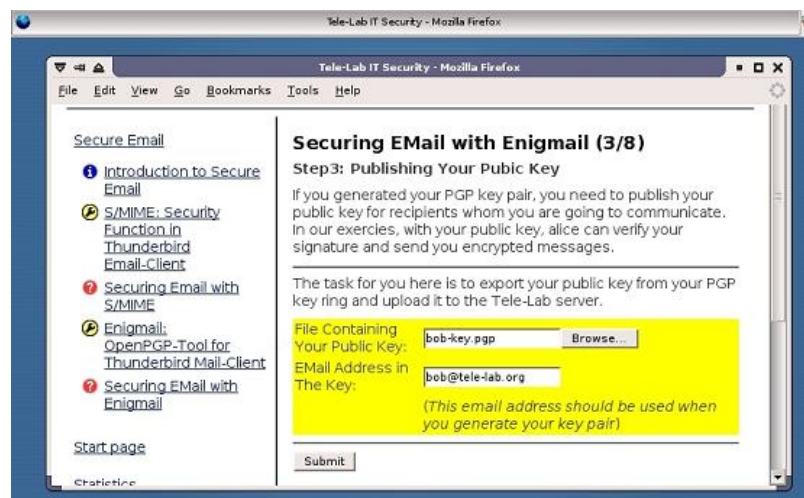 Tele-Lab IT Security - Mozilla Firefox
Tele-Lab IT Security - Mozilla Firefox
File Edit View Go Bookmarks Tools Help
Secure Email
Introduction to Secure
Email
S/MIME: Security
Function in
Thunderbird
Email-Client
Securing Email with
S/MIME
Enigmail:
OpenPGP-Tool for
Thunderbird Mail-Client
Securing EMail with
Enigmail
Start page
Statistics
Securing EMail with Enigmail (3/8)
Step3: Publishing Your Pubic Key
If you generated your PGP key pair, you need to publish your
public key for recipients whom you are going to communicate.
In our exercies, with your public key, alice can verify your
signature and send you encrypted messages.
The task for you here is to export your public key from your PGP
key ring and upload it to the Tele-Lab server.
File Containing
Your Public Key: bob-key.pgp Browse...
EMail Address in
The Key: bob@tele-lab.org
(This email address should be used when
you generate your key pair)
Submit